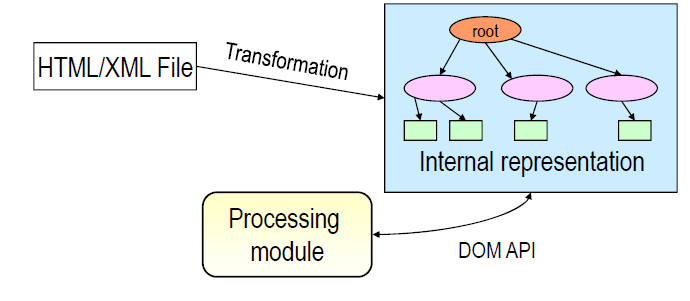 root
HTML/XML File
Transformation
Internal representation
Processing
module
DOM API